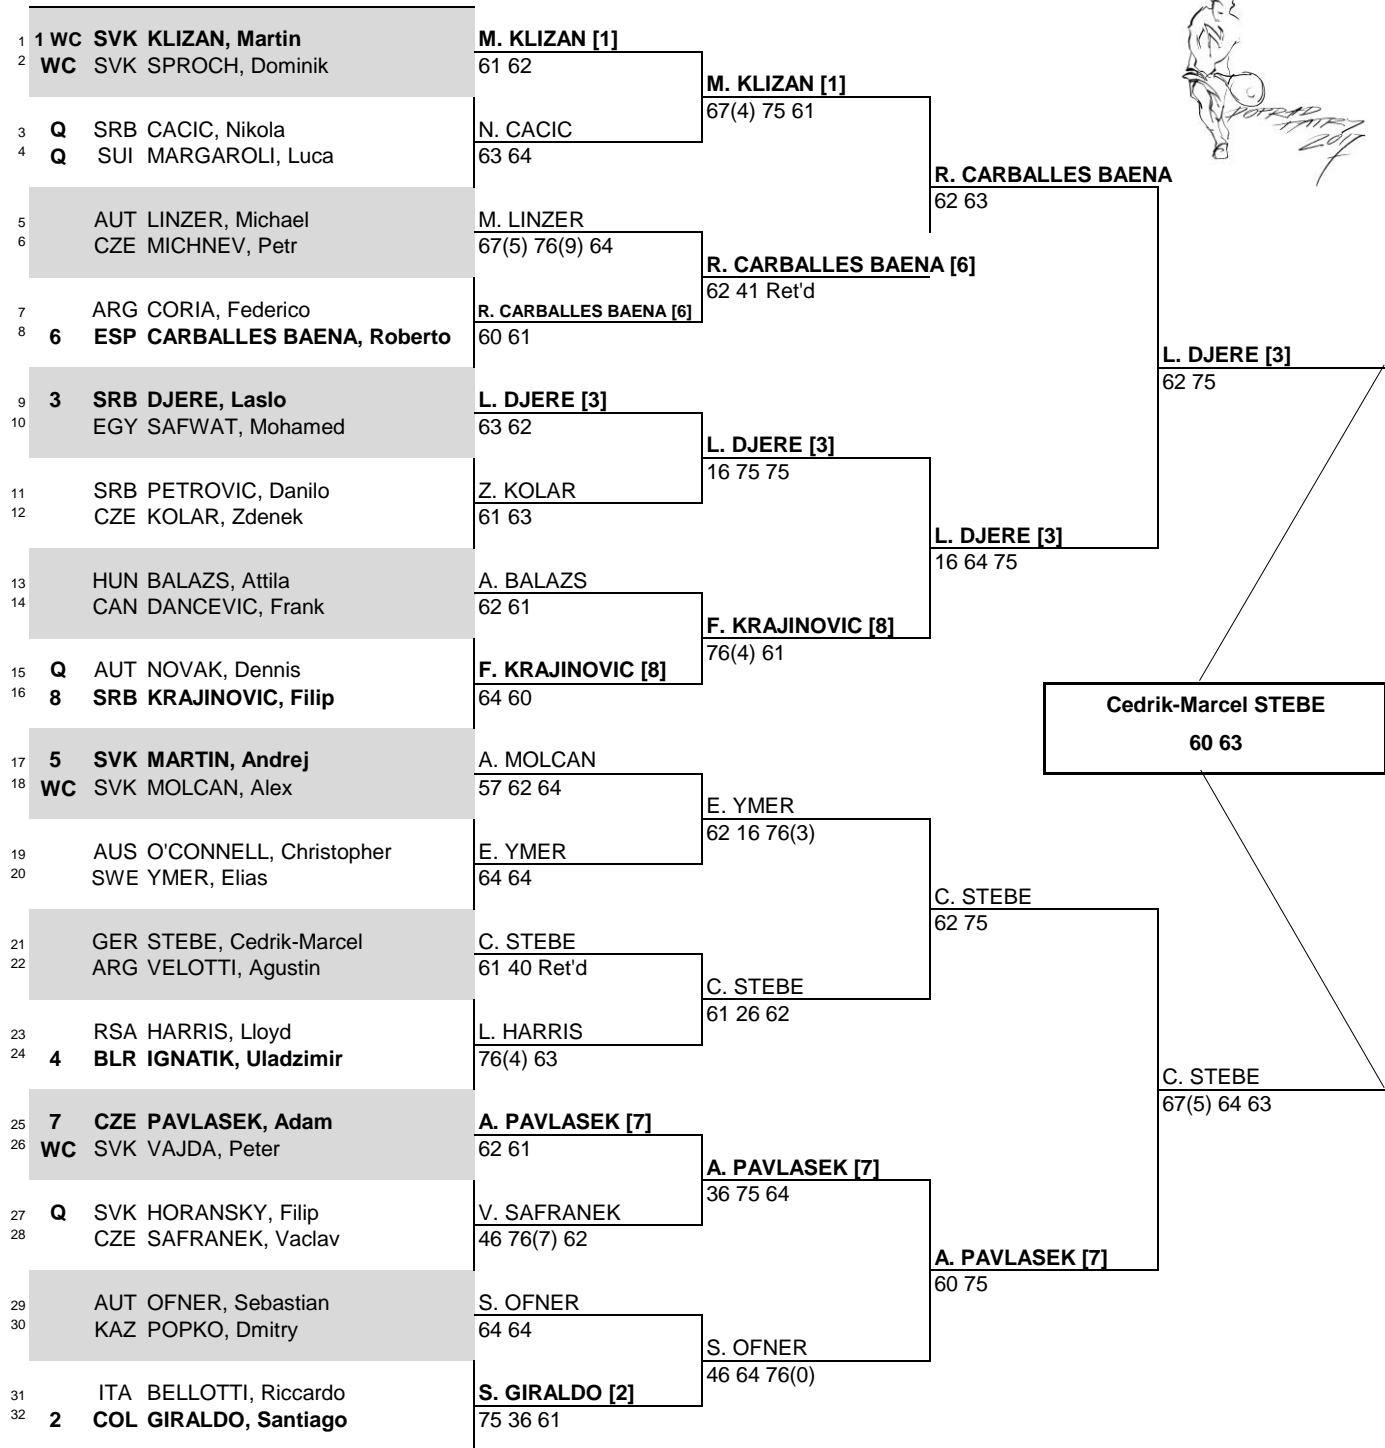 1 1 WC SVK KLIZAN, Martin
2 WC SVK SPROCH, Dominik
3 Q SRB CACIC, Nikola
4 Q SUI MARGAROLI, Luca
5 AUT LINZER, Michael
6 CZE MICHNEV, Petr
7 ARG CORIA, Federico
8 6 ESP CARBALLES BAENA, Roberto
9 3 SRB DJERE, Laslo
10 EGY SAFWAT, Mohamed
11 SRB PETROVIC, Danilo
12 CZE KOLAR, Zdenek
13 HUN BALAZS, Attila
14 CAN DANCEVIC, Frank
15 Q AUT NOVAK, Dennis
16 8 SRB KRAJINOVIC, Filip
17 5 SVK MARTIN, Andrej
18 WC SVK MOLCAN, Alex
19 AUS O'CONNELL, Christopher
20 SWE YMER, Elias
21 GER STEBE, Cedrik-Marcel
22 ARG VELOTTI, Agustin
23 RSA HARRIS, Lloyd
24 4 BLR IGNATIK, Uladzimir
25 7 CZE PAVLASEK, Adam
26 WC SVK VAJDA, Peter
27 Q SVK HORANSKY, Filip
28 CZE SAFRANEK, Vaclav
29 AUT OFNER, Sebastian
30 KAZ POPKO, Dmitry
31 ITA BELLOTTI, Riccardo
32 2 COL GIRALDO, Santiago
M. KLIZAN [1]
61 62
N. CACIC
63 64
M. LINZER
67(5) 76(9) 64
R. CARBALLES BAENA [6]
60 61
L. DJERE [3]
63 62
Z. KOLAR
61 63
A. BALAZS
62 61
F. KRAJINOVIC [8]
64 60
A. MOLCAN
57 62 64
E. YMER
64 64
C. STEBE
61 40 Ret'd
L. HARRIS
76(4) 63
A. PAVLASEK [7]
62 61
V. SAFRANEK
46 76(7) 62
S. OFNER
64 64
S. GIRALDO [2]
75 36 61
M. KLIZAN [1]
67(4) 75 61
R. CARBALLES BAENA [6]
62 41 Ret'd
L. DJERE [3]
16 75 75
F. KRAJINOVIC [8]
76(4) 61
E. YMER
62 16 76(3)
C. STEBE
61 26 62
A. PAVLASEK [7]
36 75 64
S. OFNER
46 64 76(0)
R. CARBALLES BAENA
62 63
L. DJERE [3]
16 64 75
C. STEBE
62 75
A. PAVLASEK [7]
60 75
L. DJERE [3]
62 75
C. STEBE
67(5) 64 63
Cedrik-Marcel STEBE
60 63
POPRAD
TATRY
2017